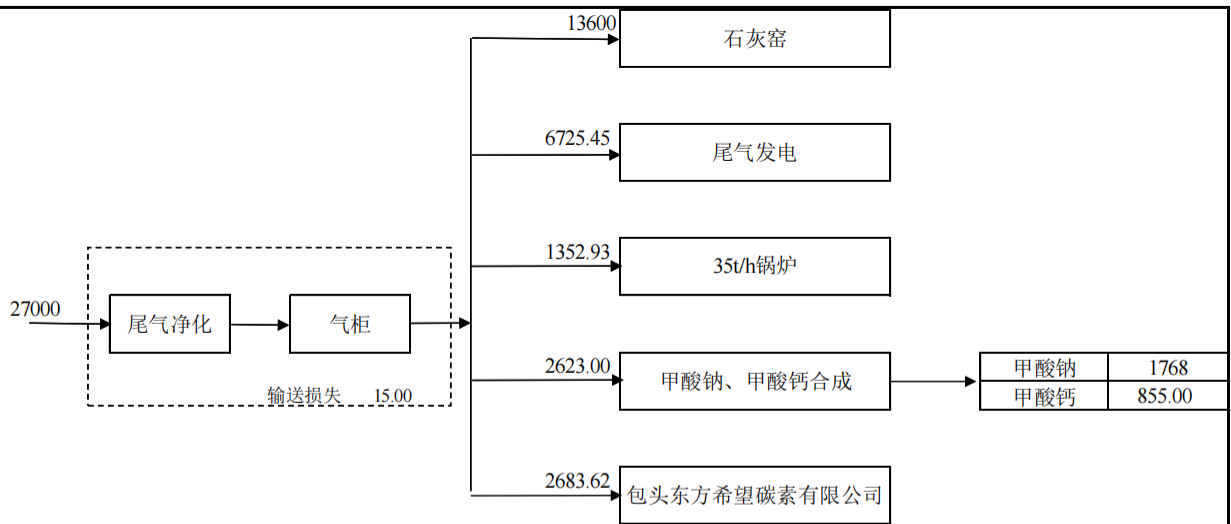 13600
石灰窑
6725.45
尾气发电
1352.93
35t/h锅炉
27000
尾气净化
气柜
输送损失 15.00
2623.00
甲酸钠、甲酸钙合成
甲酸钠 1768
甲酸钙 855.00
2683.62
包头东方希望碳素有限公司